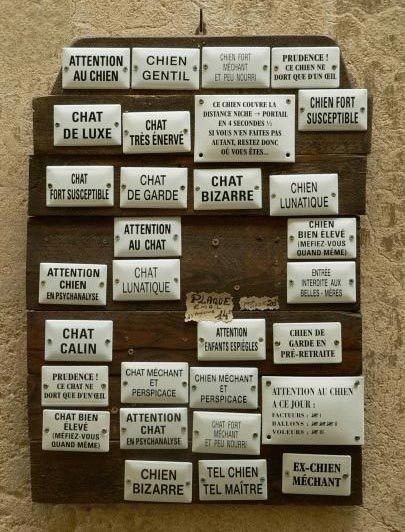 ATTENTION
AU CHIEN
CHIEN
GENTIL
CHIEN FORT
MÉCHANT
ET PEU NOURRI
PRUDENCE !
CE CHIEN NE
DORT QUE D'UN ŒIL
CHAT
DE LUXE
CHAT
TRÈS ÉNERVÉ
CE CHIEN COUVRE LA
DISTANCE NICHE → PORTAIL
EN 4 SECONDES ½
SI VOUS N'EN FAITES PAS
AUTANT, RESTEZ DONC
OÙ VOUS ÊTES...
CHIEN FORT
SUSCEPTIBLE
CHAT
FORT SUSCEPTIBLE
CHAT
DE GARDE
CHAT
BIZARRE
CHIEN
LUNATIQUE
ATTENTION
AU CHAT
CHIEN
BIEN ELEVÉ
(MÉFIEZ-VOUS
QUAND MÊME)
ATTENTION
CHIEN
EN PSYCHANALYSE
CHAT
LUNATIQUE
ENTRÉE
INTERDITE AUX
BELLES - MÈRES
PLAQUE
EMAIL
14€
20€
CHAT
CALIN
ATTENTION
ENFANTS ESPIÈGLES
CHIEN DE
GARDE EN
PRÉ-RETRAITE
PRUDENCE !
CE CHAT NE
DORT QUE D'UN ŒIL
CHAT MÉCHANT
ET
PERSPICACE
CHIEN MÉCHANT
ET
PERSPICACE
ATTENTION AU CHIEN
A CE JOUR :
FACTEURS :
BALLONS :
VOLEURS :
CHAT BIEN
ELEVÉ
(MÉFIEZ-VOUS
QUAND MÊME)
ATTENTION
CHAT
EN PSYCHANALYSE
CHAT FORT
MÉCHANT
ET PEU NOURRI
CHIEN
BIZARRE
TEL CHIEN
TEL MAÎTRE
EX-CHIEN
MÉCHANT